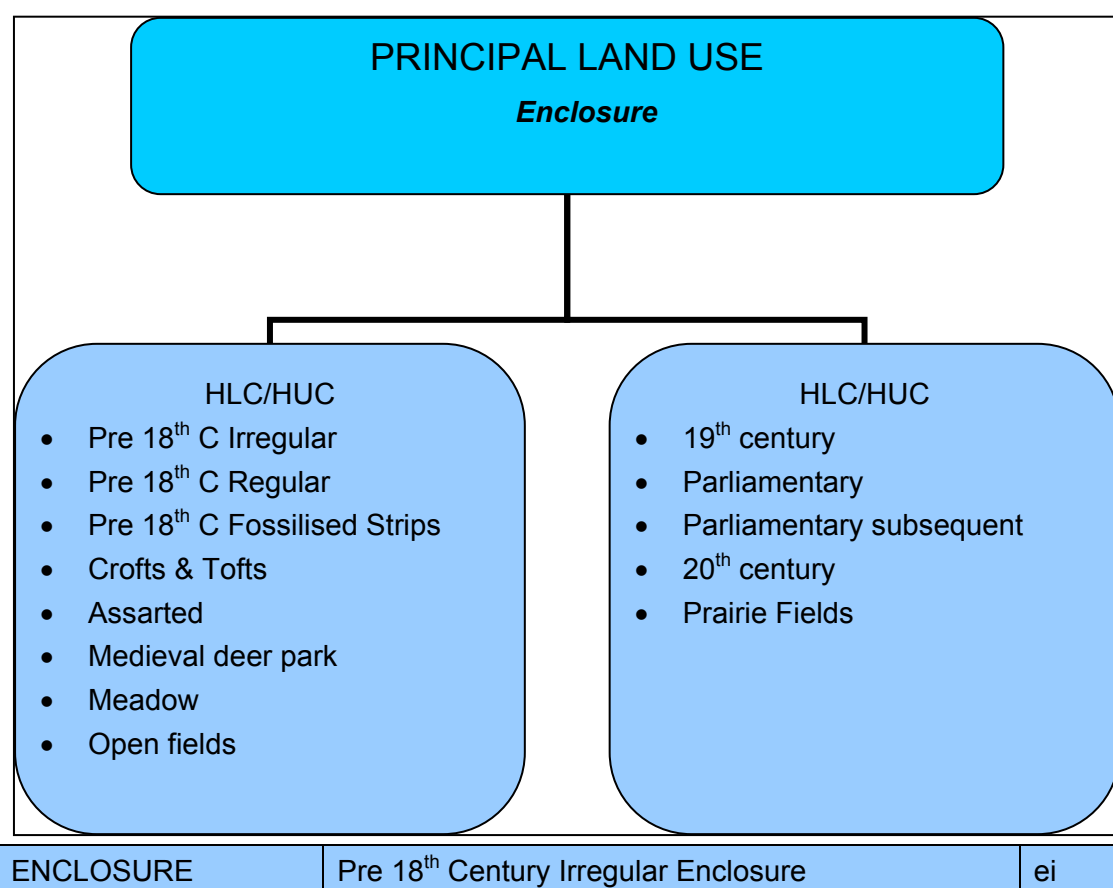 PRINCIPAL LAND USE
Enclosure
HLC/HUC
• Pre 18th C Irregular
• Pre 18th C Regular
• Pre 18th C Fossilised Strips
• Crofts & Tofts
• Assarted
• Medieval deer park
• Meadow
• Open fields
HLC/HUC
• 19th century
• Parliamentary
• Parliamentary subsequent
• 20th century
• Prairie Fields
ENCLOSURE Pre 18th Century Irregular Enclosure ei